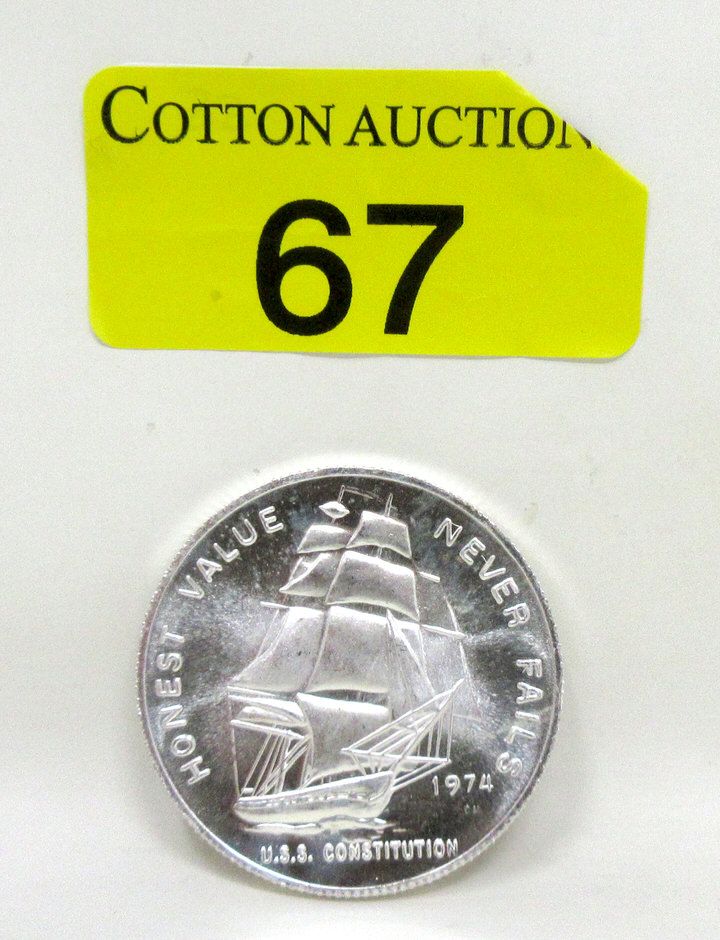 COTTON AUCTION
67
HONEST VALUE NEVER FAILS
1974
U.S.S. CONSTITUTION